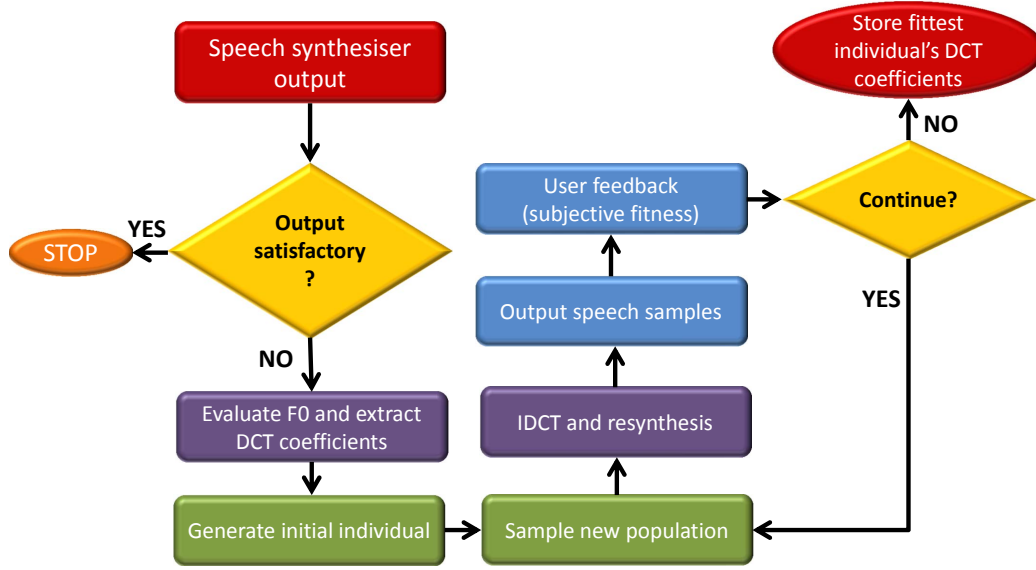 Speech synthesiser
output
Output
satisfactory
?
YES
STOP
NO
Evaluate F0 and extract
DCT coefficients
Generate initial individual
Sample new population
IDCT and resynthesis
Output speech samples
User feedback
(subjective fitness)
Continue?
NO
Store fittest
individual's DCT
coefficients
YES